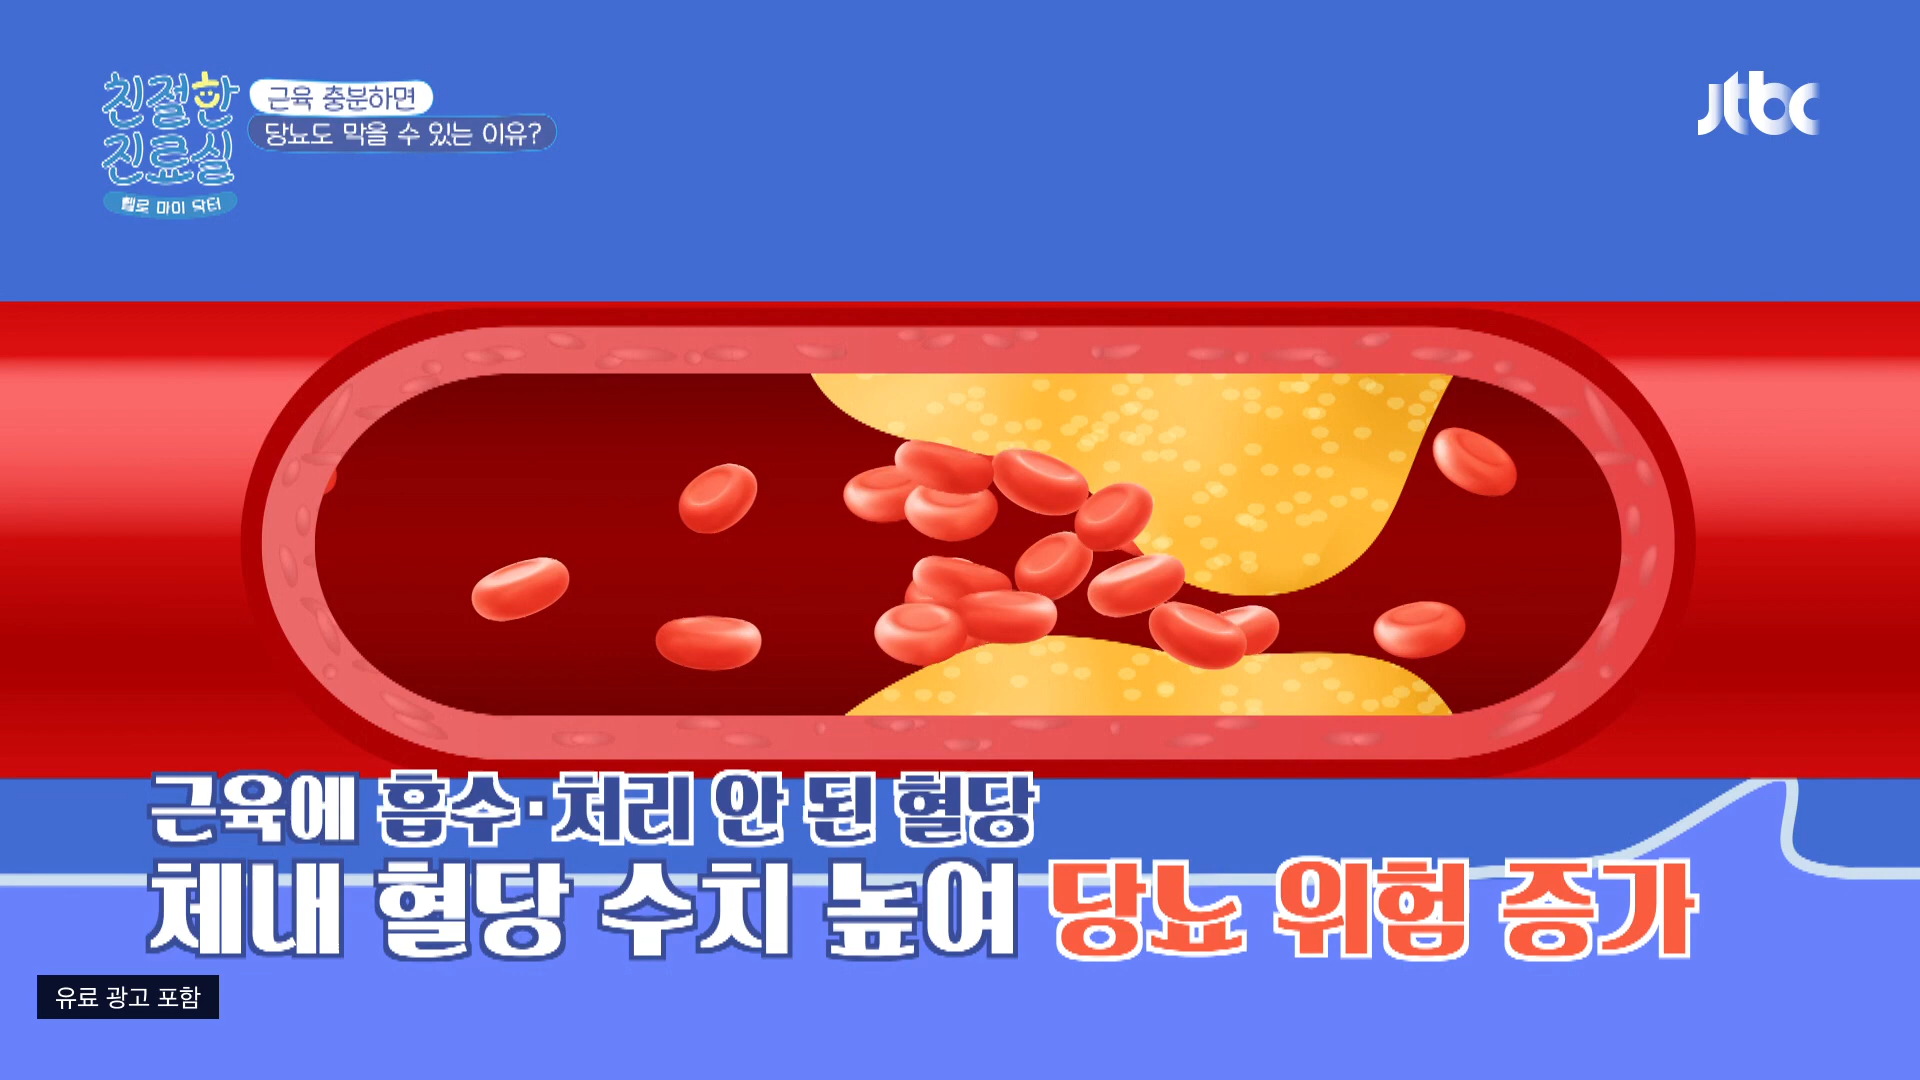 친절한
진료실
헬로 마이 닥터
근육 충분하면
당뇨도 막을 수 있는 이유?
jtbc
근육에 흡수·처리 안 된 혈당
체내 혈당 수치 높여 당뇨 위험 증가
유료 광고 포함